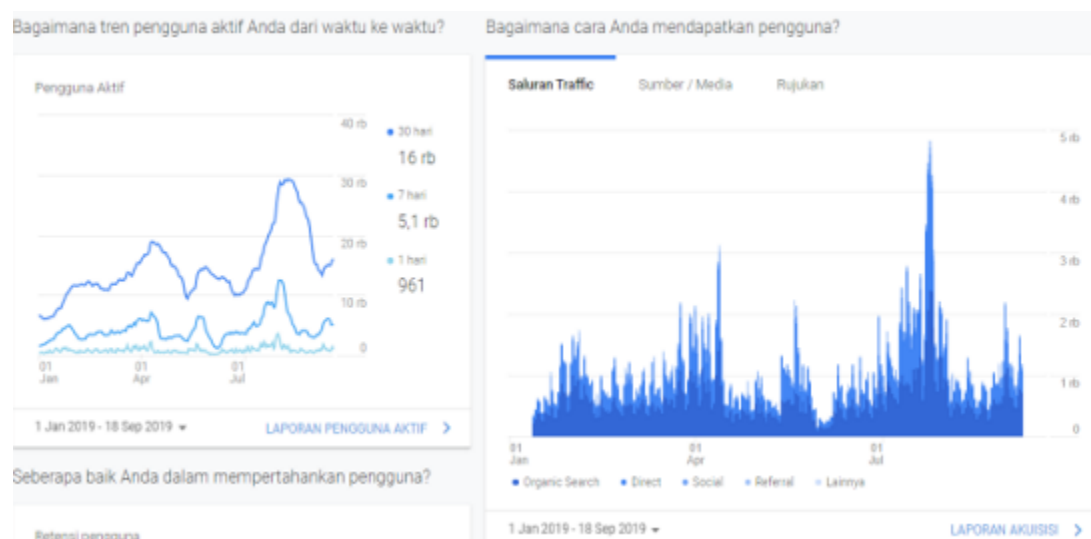 Bagaimana tren pengguna aktif Anda dari waktu ke waktu?
Pengguna Aktif
40 rb
30 rb
20 rb
10 rb
0
30 hari
16 rb
7 hari
5,1 rb
1 hari
961
01
Jan
01
Apr
01
Jul
1 Jan 2019 - 18 Sep 2019
LAPORAN PENGGUNA AKTIF
Seberapa baik Anda dalam mempertahankan pengguna?
Retensi pengguna
Bagaimana cara Anda mendapatkan pengguna?
Saluran Traffic
Sumber / Media
Rujukan
5 rb
4 rb
3 rb
2 rb
1 rb
0
01
Jan
01
Apr
01
Jul
Organic Search
Direct
Social
Referral
Lainnya
1 Jan 2019 - 18 Sep 2019
LAPORAN AKUISISI